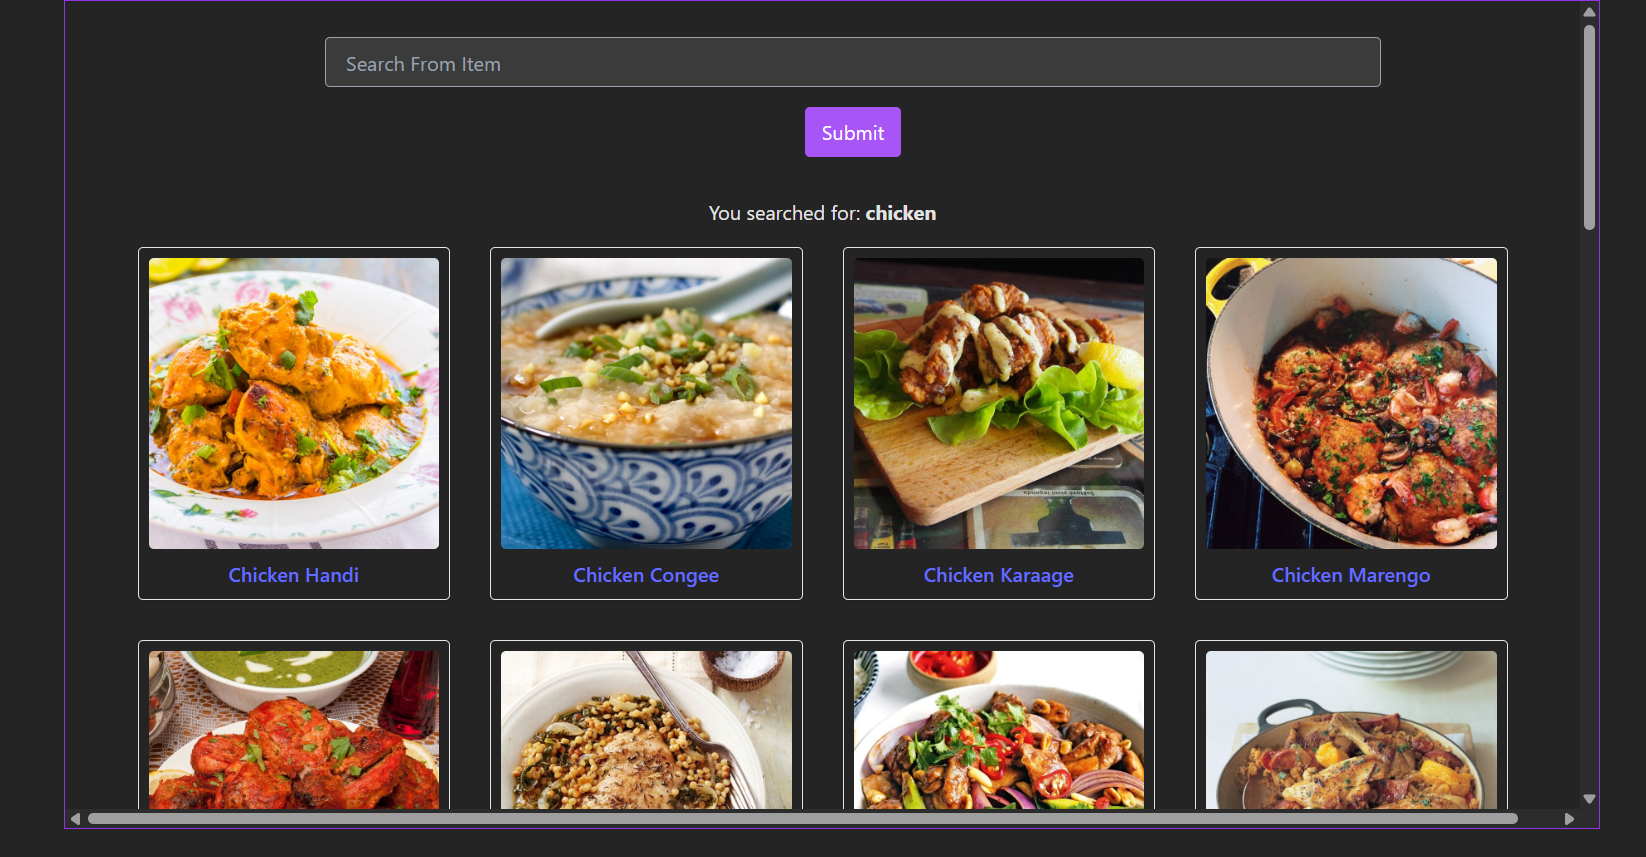 Search From Item
Submit
You searched for: chicken
Chicken Handi
Chicken Congee
Chicken Karaage
Chicken Marengo